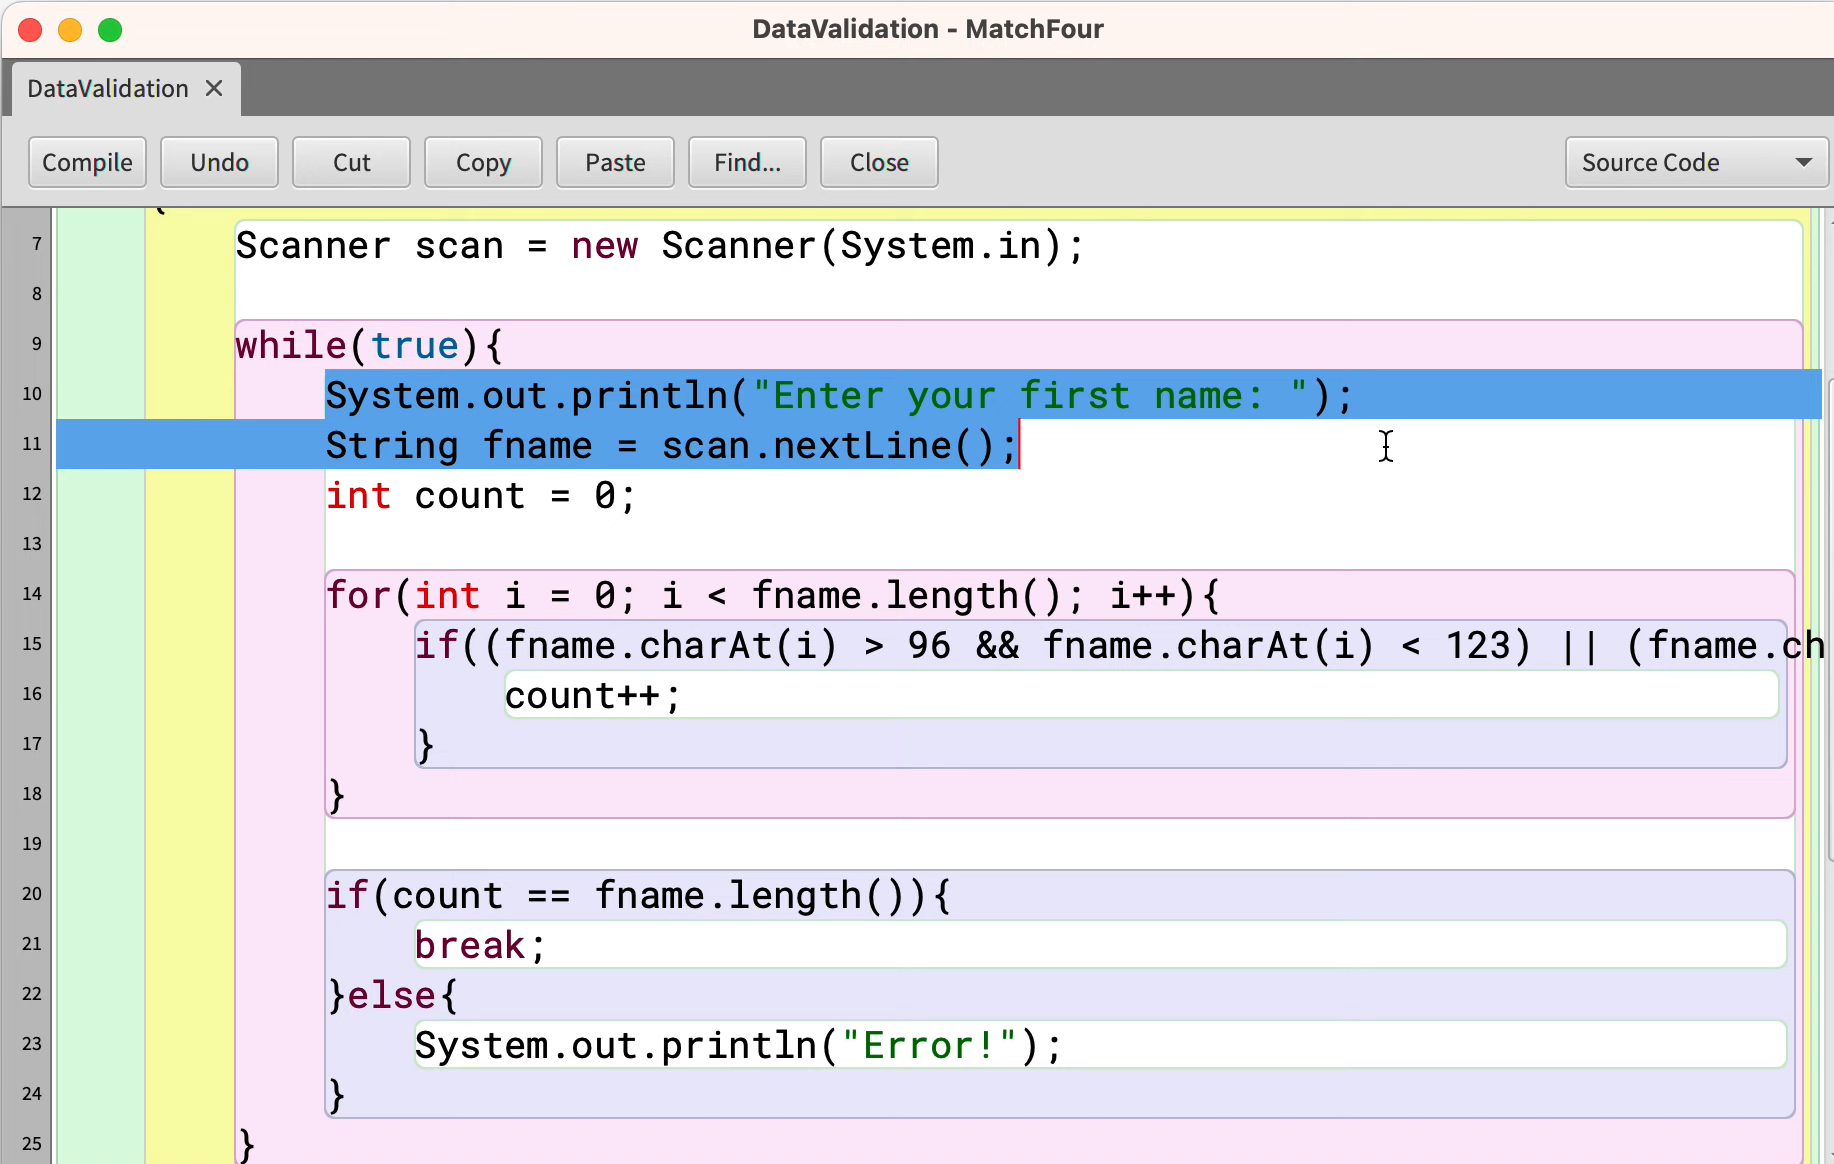 DataValidation - MatchFour
DataValidation
Compile Undo Cut Copy Paste Find... Close Source Code
7 Scanner scan = new Scanner(System.in);
8
9 while(true){
10 System.out.println("Enter your first name: ");
11 String fname = scan.nextLine();
12 int count = 0;
13
14 for(int i = 0; i < fname.length(); i++){
15 if((fname.charAt(i) > 96 && fname.charAt(i) < 123) || (fname.ch
16 count++;
17 }
18 }
19
20 if(count == fname.length()){
21 break;
22 }else{
23 System.out.println("Error!");
24 }
25 }